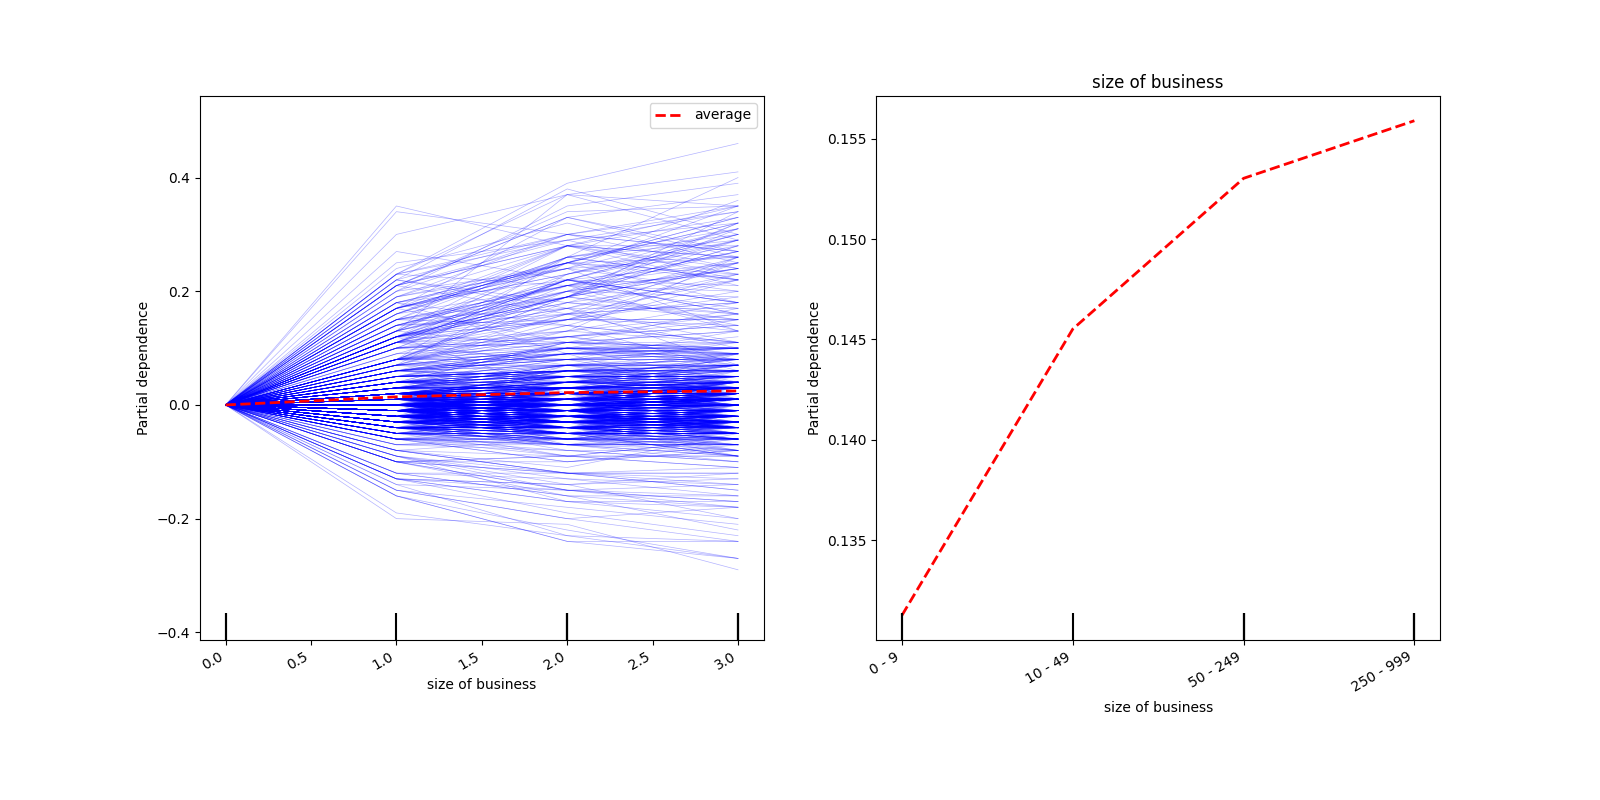 average
0.4
0.2
0.0
−0.2
−0.4
Partial dependence
0.0
0.5
1.0
1.5
2.0
2.5
3.0
size of business
size of business
0.155
0.150
0.145
0.140
0.135
Partial dependence
0 - 9
10 - 49
50 - 249
250 - 999
size of business